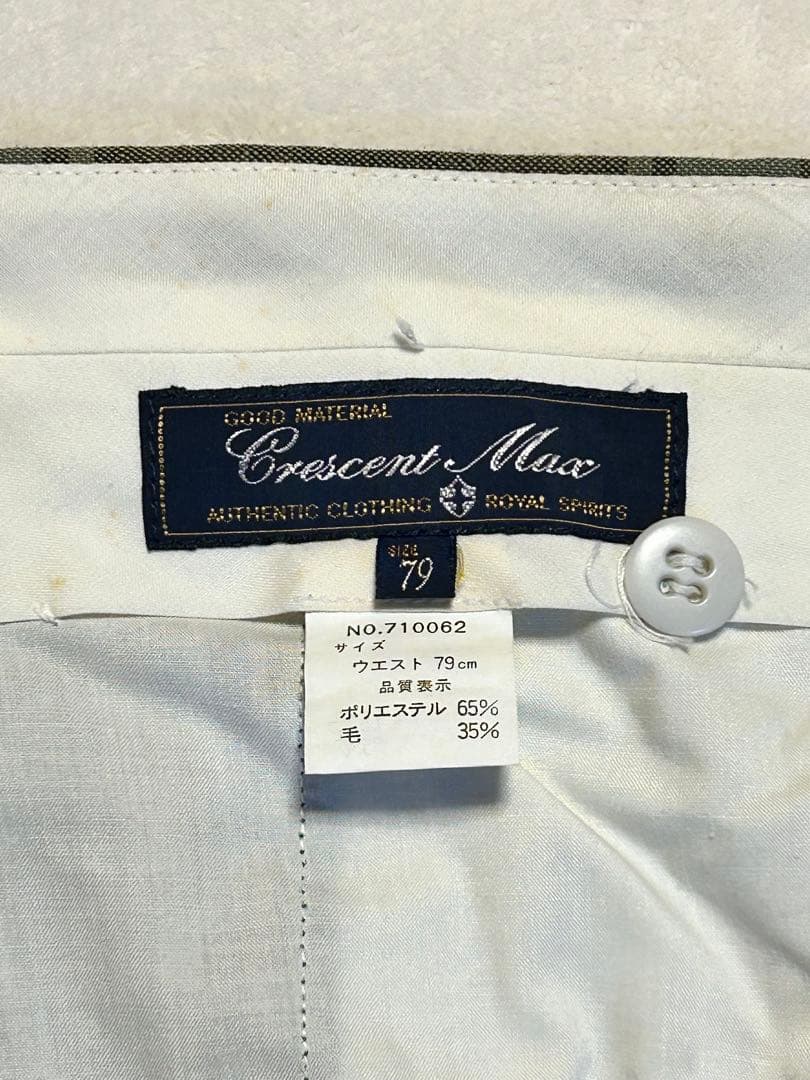 GOOD MATERIAL
Crescent Max
AUTHENTIC CLOTHING ROYAL SPIRITS
SIZE
79
NO.710062
サイズ
ウエスト 79cm
品質表示
ポリエステル 65%
毛 35%